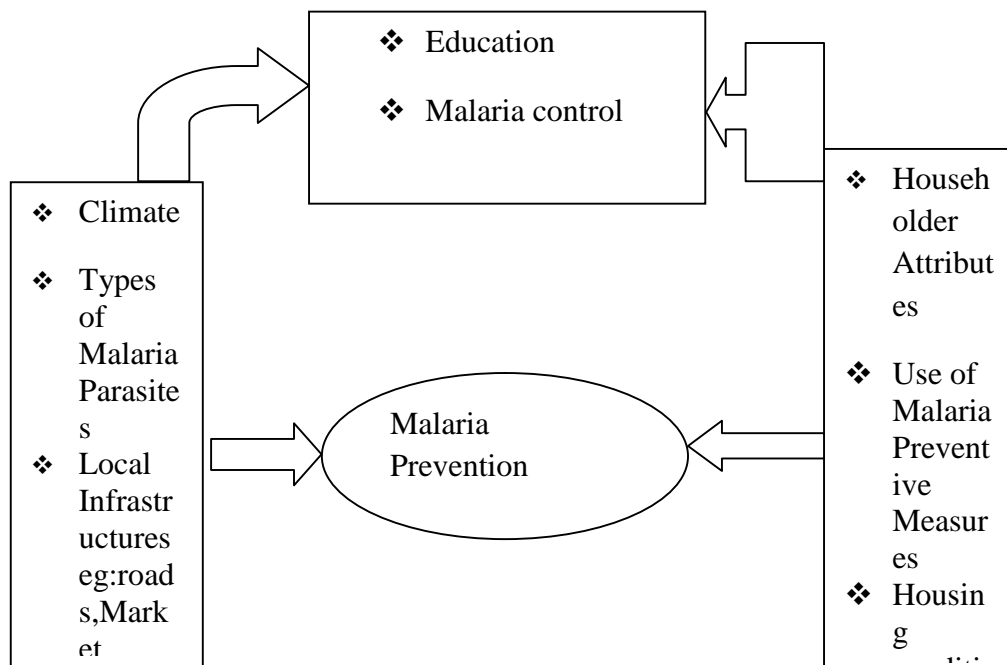 ❖ Education
❖ Malaria control
❖ Climate
❖ Types
of
Malaria
Parasite
s
❖ Local
Infrastr
uctures
eg:road
s,Mark
et
Malaria
Prevention
❖ Househ
older
Attribut
es
❖ Use of
Malaria
Prevent
ive
Measur
es
❖ Housin
g